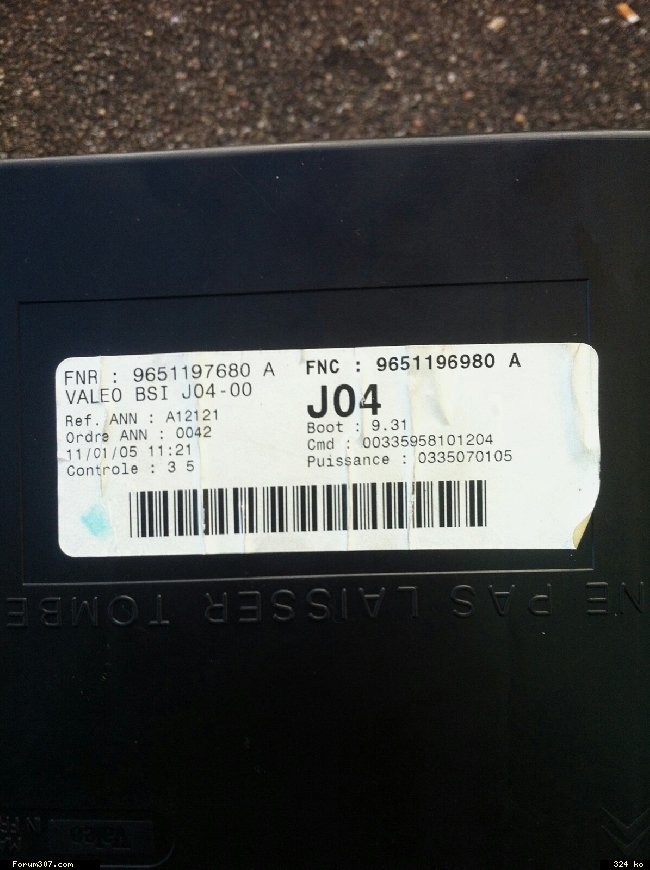 FNR : 9651197680 A
VALEO BSI J04-00
Ref. ANN : A12121
Ordre ANN : 0042
11/01/05 11:21
Controle : 3 5
FNC : 9651196980 A
J04
Boot : 9.31
Cmd : 00335958101204
Puissance : 0335070105
NE PAS LAISSER TOMBE
Forum307.com
324 ko